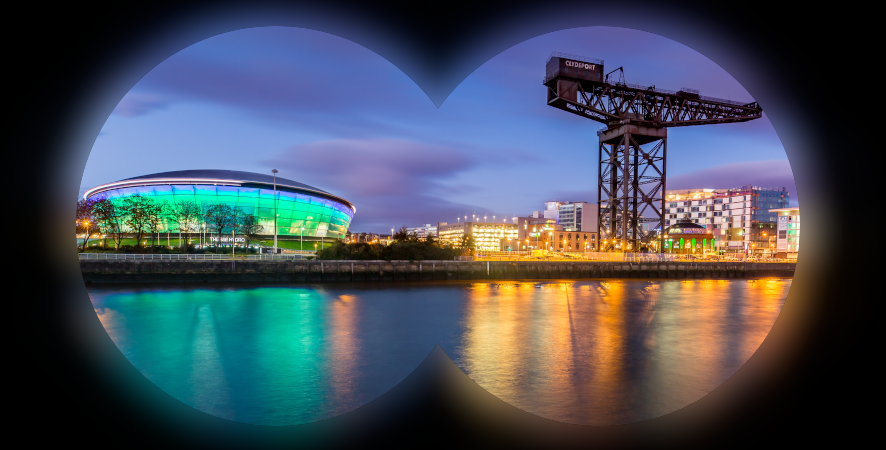 CLYDEPORT
THE SSE HYDRO